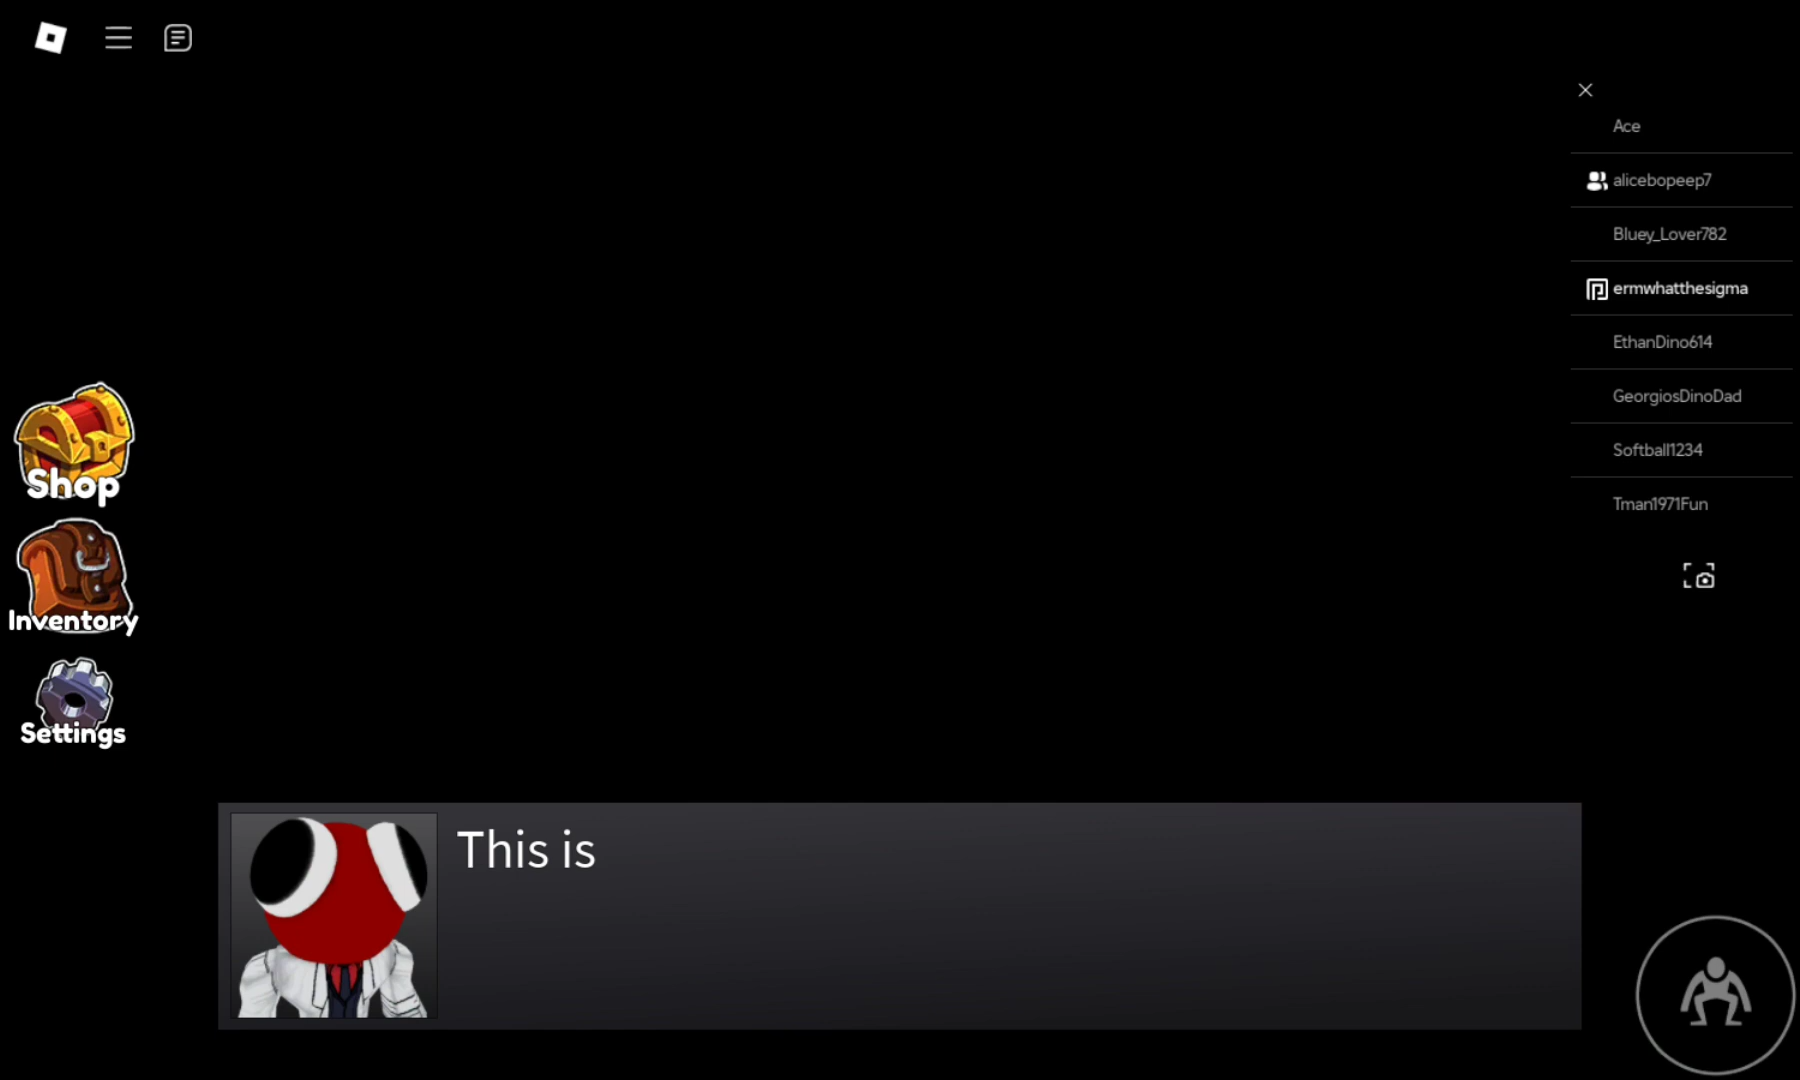 Ace
alicebopeep7
Bluey_Lover782
ermwhatthesigma
EthanDino614
GeorgiosDinoDad
Softball1234
Tman1971Fun
Shop
Inventory
Settings
This is